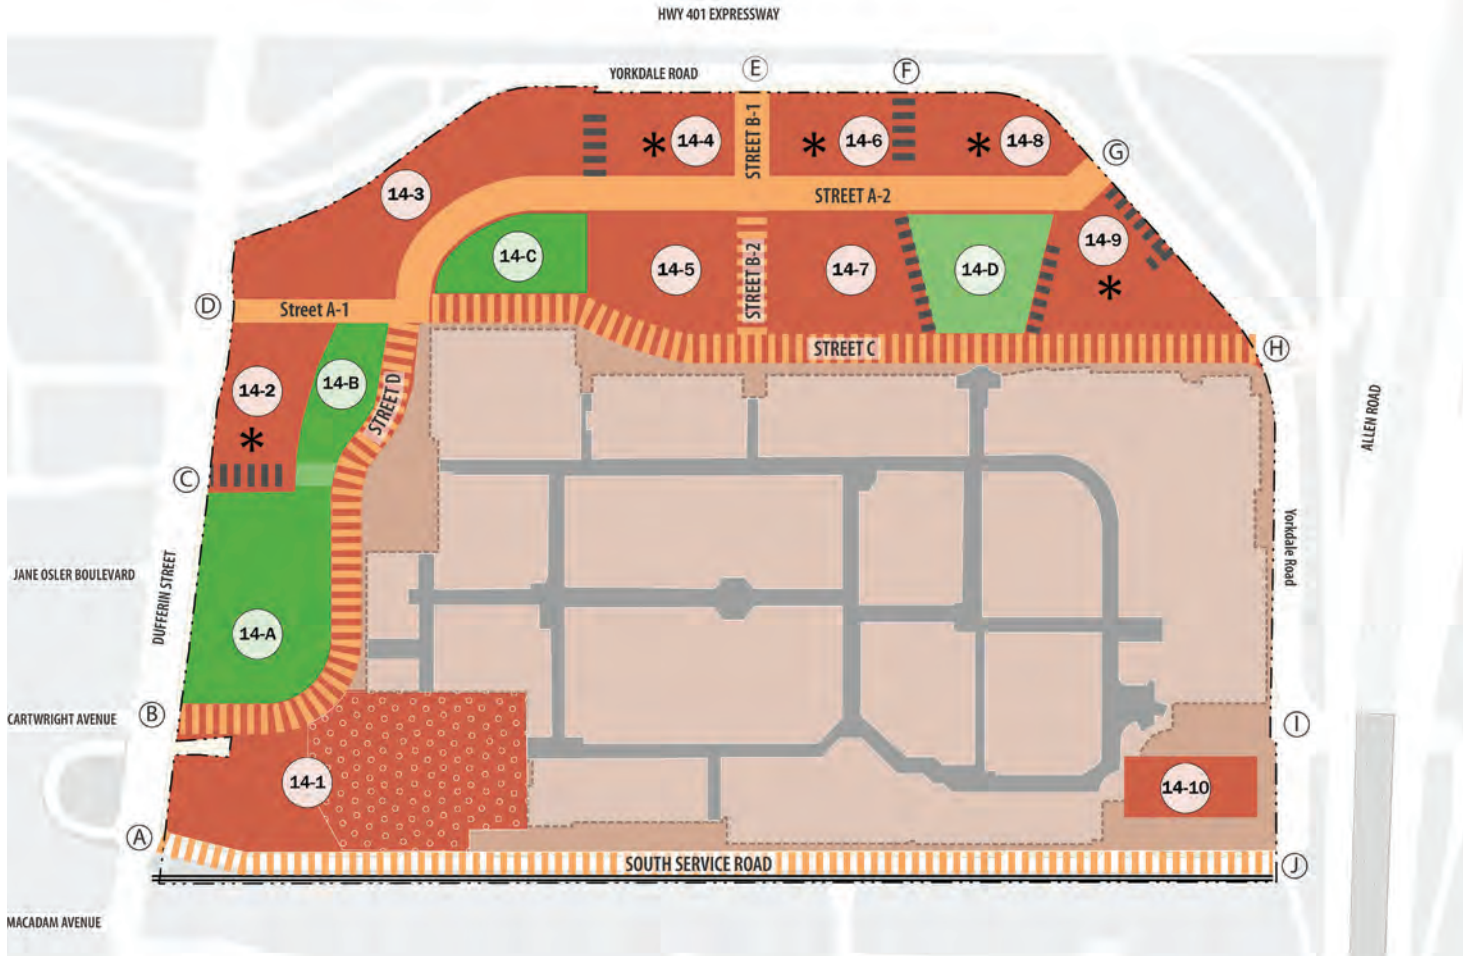 HWY 401 EXPRESSWAY
YORKDALE ROAD
E
F
STREET B-1
* 14-4
* 14-6
* 14-8
G
14-3
STREET A-2
14-9
*
14-C
14-5
STREET B-2
14-7
14-D
D
Street A-1
STREET C
H
14-2
*
14-B
STREET D
ALLEN ROAD
C
Yorkdale Road
JANE OSLER BOULEVARD
DUFFERIN STREET
14-A
B
CARTWRIGHT AVENUE
I
14-1
14-10
A
SOUTH SERVICE ROAD
J
MACADAM AVENUE